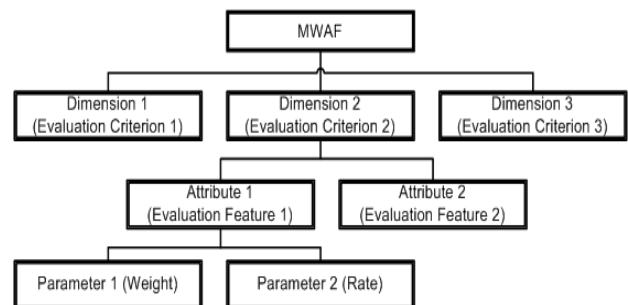 MWAF
Dimension 1
(Evaluation Criterion 1)
Dimension 2
(Evaluation Criterion 2)
Dimension 3
(Evaluation Criterion 3)
Attribute 1
(Evaluation Feature 1)
Attribute 2
(Evaluation Feature 2)
Parameter 1 (Weight)
Parameter 2 (Rate)